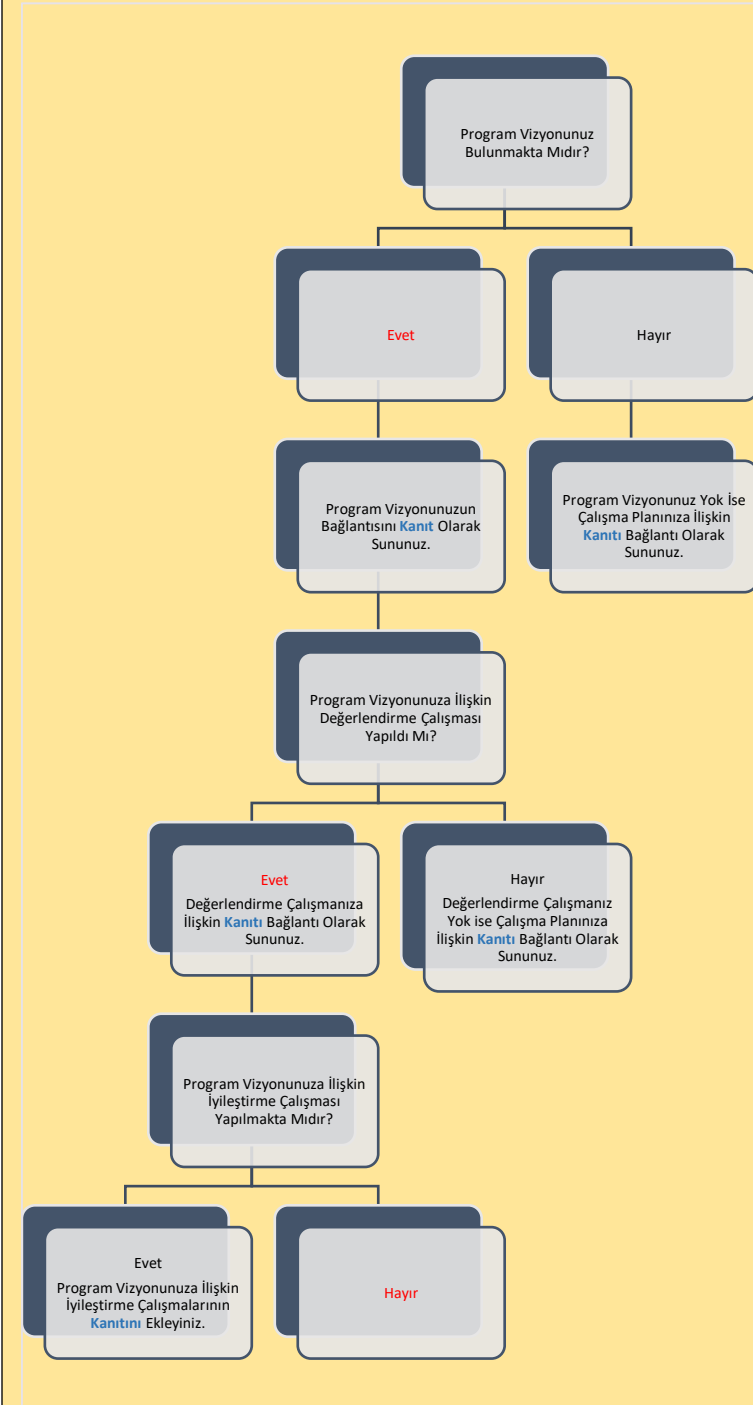 Program Vizyonunuz
Bulunmakta Mıdır?
Evet
Hayır
Program Vizyonunuzun
Bağlantısını Kanıt Olarak
Sununuz.
Program Vizyonunuz Yok İse
Çalışma Planınıza İlişkin
Kanıtı Bağlantı Olarak
Sununuz.
Program Vizyonunuza İlişkin
Değerlendirme Çalışması
Yapıldı Mı?
Evet
Değerlendirme Çalışmanıza
İlişkin Kanıtı Bağlantı Olarak
Sununuz.
Hayır
Değerlendirme Çalışmanız
Yok ise Çalışma Planınıza
İlişkin Kanıtı Bağlantı Olarak
Sununuz.
Program Vizyonunuza İlişkin
İyileştirme Çalışması
Yapılmakta Mıdır?
Evet
Program Vizyonunuza İlişkin
İyileştirme Çalışmalarının
Kanıtını Ekleyiniz.
Hayır